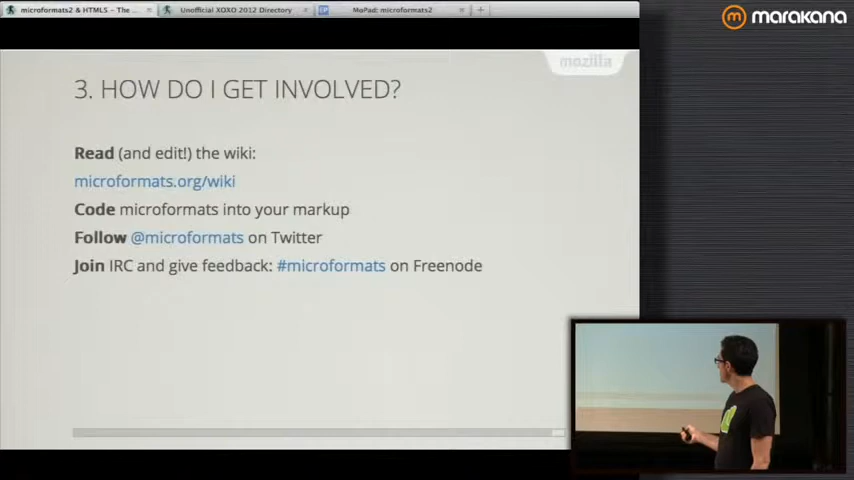 microformats2 & HTML5 – The ...
Unofficial XOXO 2012 Directory
EP
MoPad: microformats2
marakana
mozilla
3. HOW DO I GET INVOLVED?
Read (and edit!) the wiki:
microformats.org/wiki
Code microformats into your markup
Follow @microformats on Twitter
Join IRC and give feedback: #microformats on Freenode